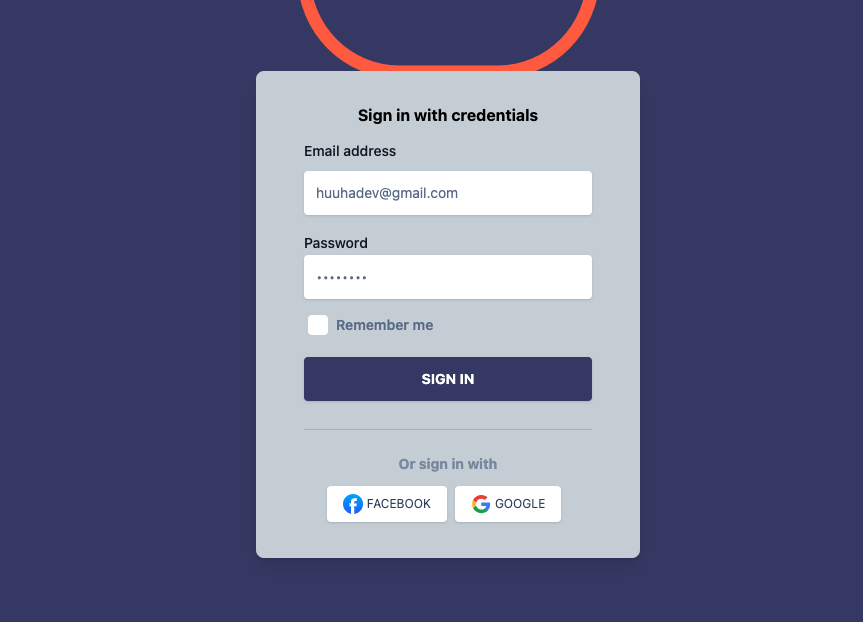 Sign in with credentials
Email address
huuhadev@gmail.com
Password
••••••••
Remember me
SIGN IN
Or sign in with
FACEBOOK GOOGLE